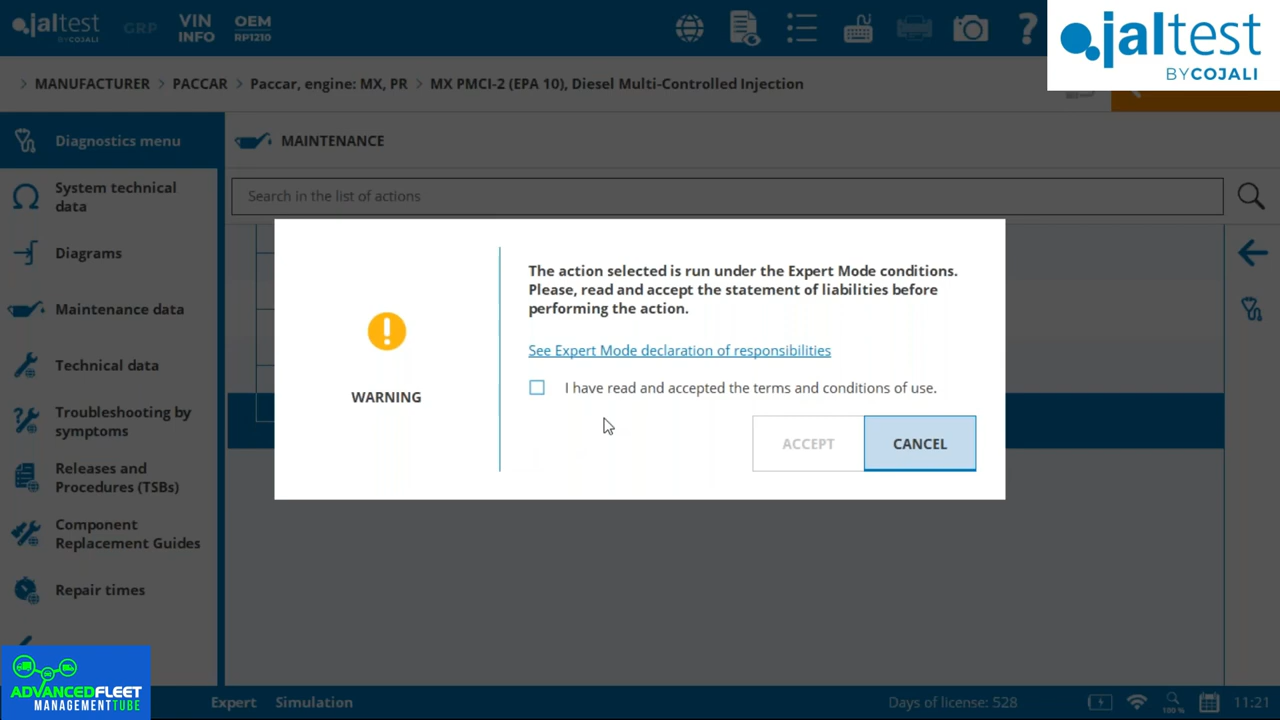 jaltest
BY COJALI
GRP
VIN
INFO
OEM
RP1210
?
jaltest
BY COJALI
> MANUFACTURER > PACCAR > Paccar, engine: MX, PR > MX PMCI-2 (EPA 10), Diesel Multi-Controlled Injection
Diagnostics menu
MAINTENANCE
System technical
data
Search in the list of actions
Diagrams
Maintenance data
Technical data
Troubleshooting by
symptoms
Releases and
Procedures (TSBs)
Component
Replacement Guides
Repair times
WARNING
The action selected is run under the Expert Mode conditions.
Please, read and accept the statement of liabilities before
performing the action.
See Expert Mode declaration of responsibilities
I have read and accepted the terms and conditions of use.
ACCEPT
CANCEL
ADVANCEDFLEET
MANAGEMENTTUBE
Expert
Simulation
Days of license: 528
100 %
11:21